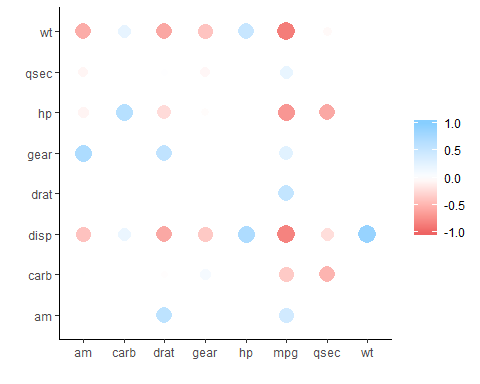 wt
qsec
hp
gear
drat
disp
carb
am
am carb drat gear hp mpg qsec wt
1.0
0.5
0.0
-0.5
-1.0